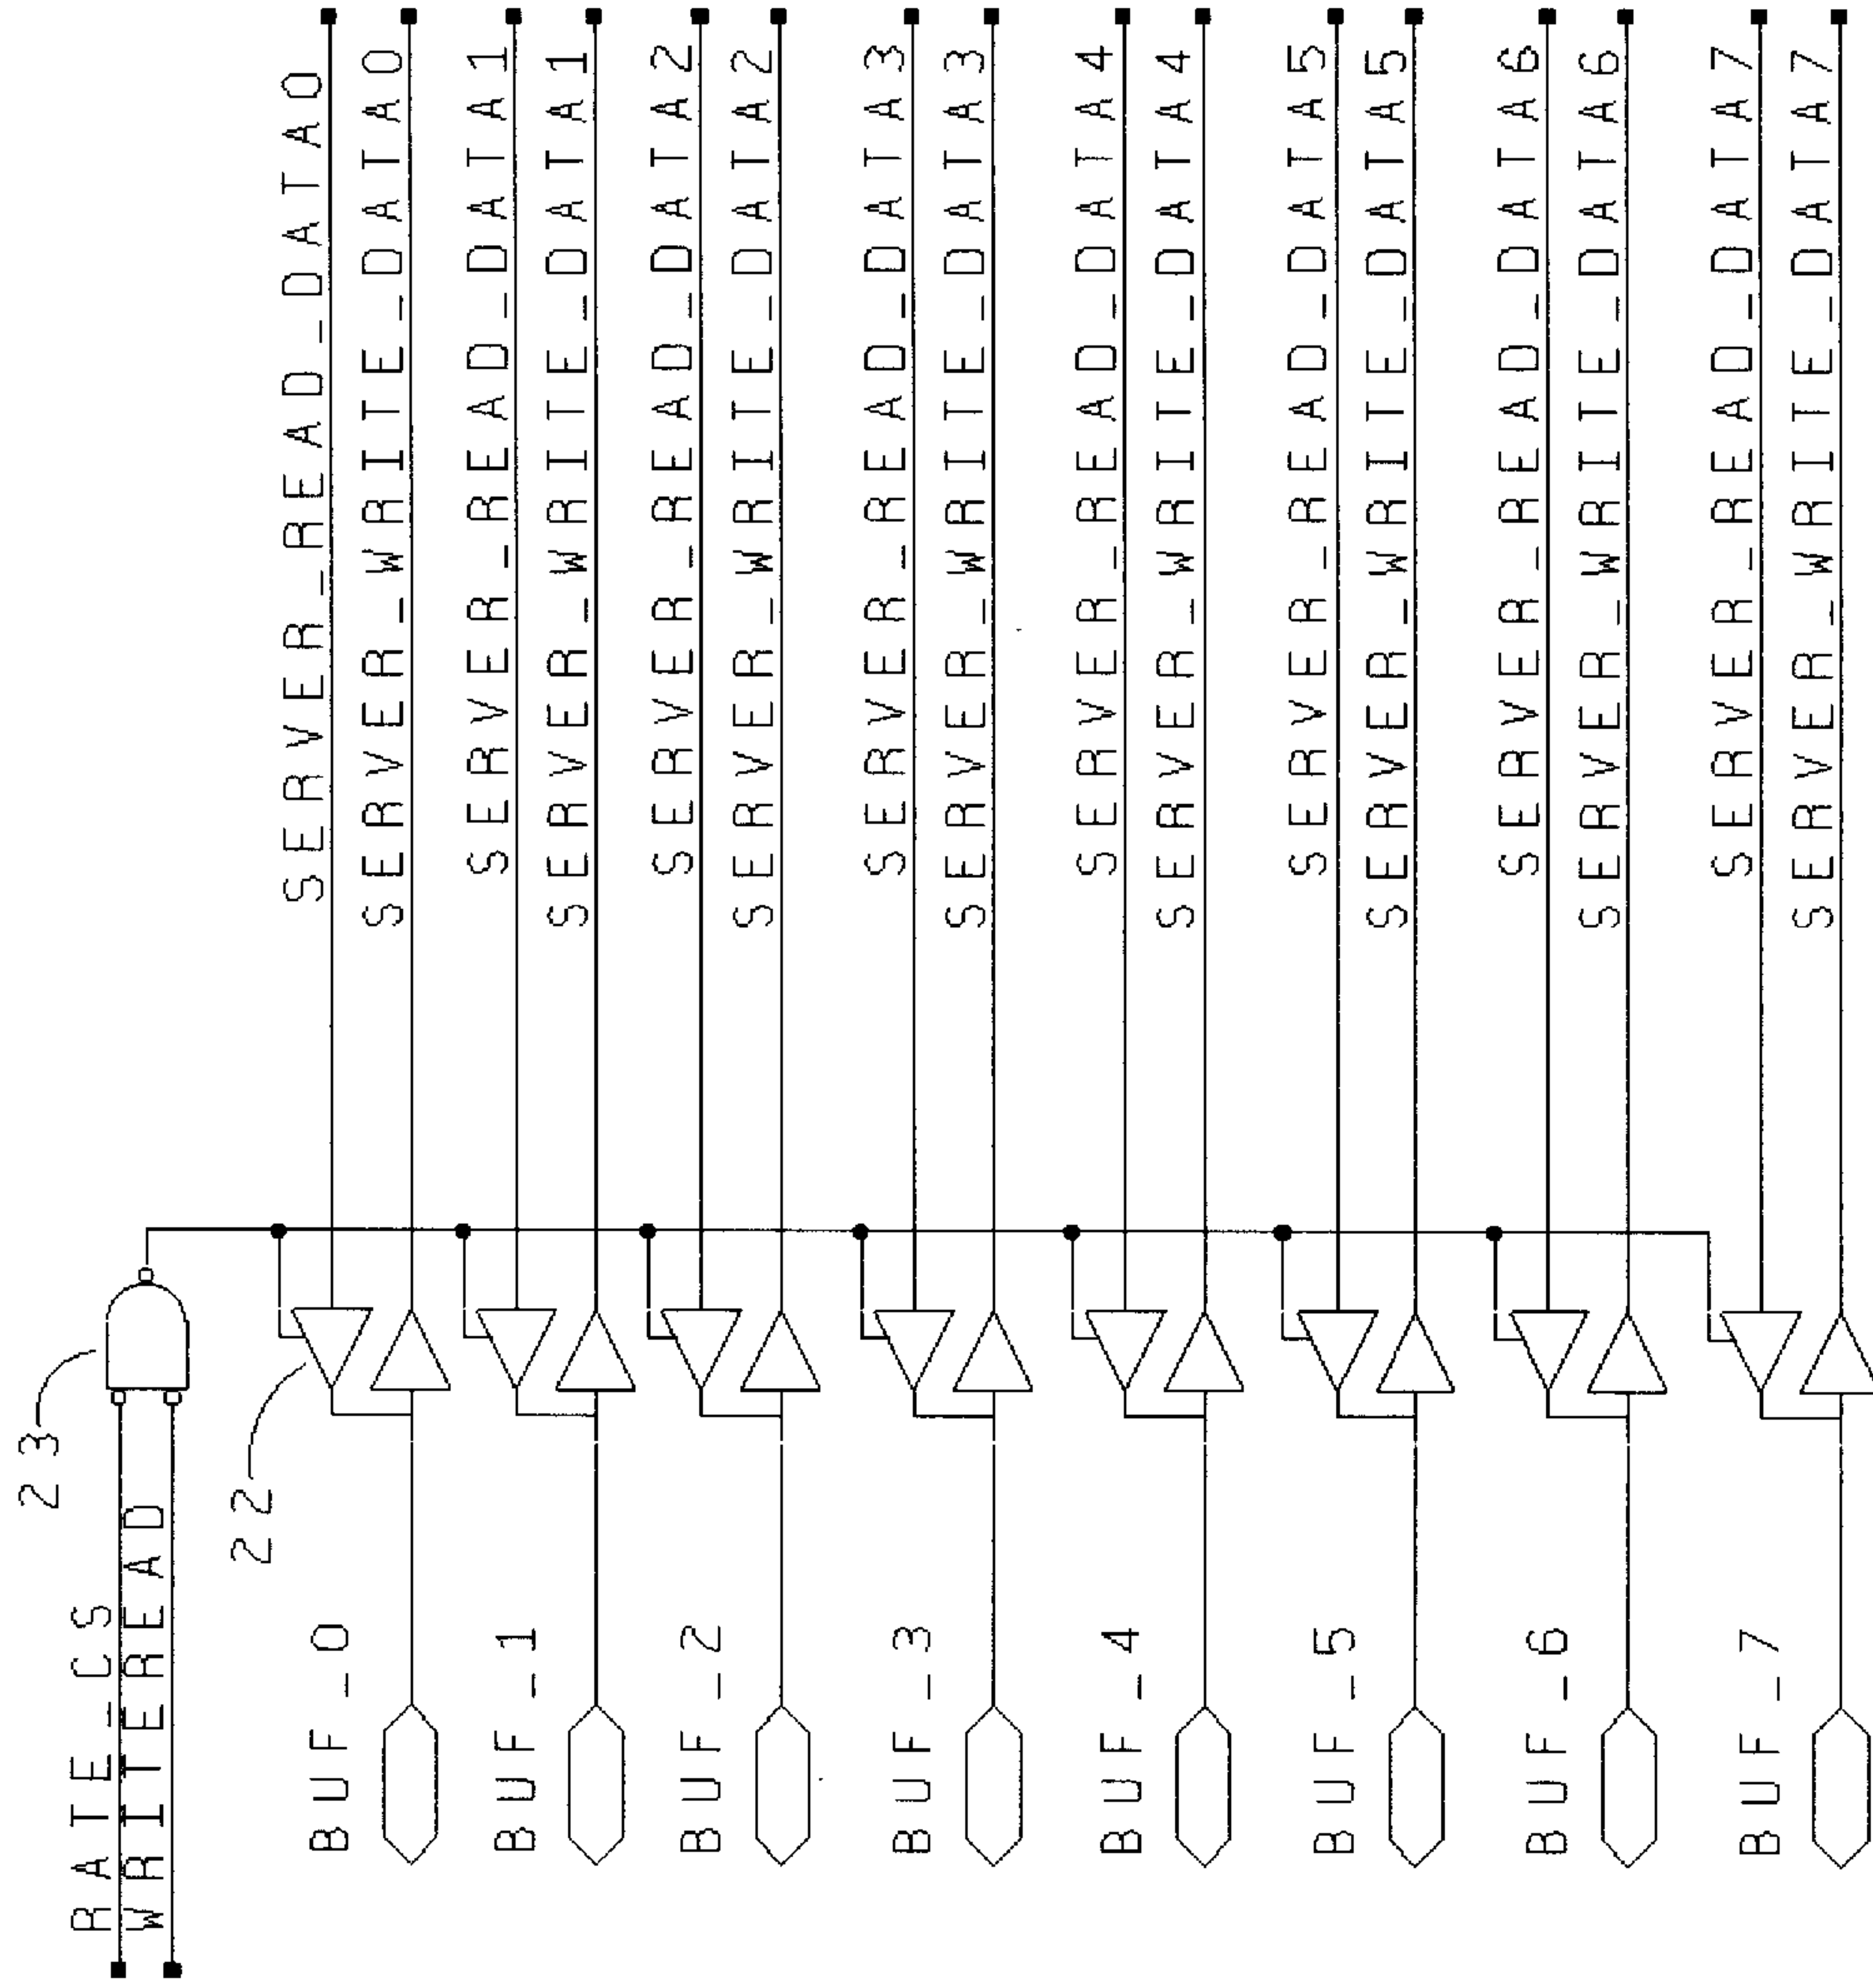 RATE_CS
WRITEREAD
23
22
BUF_0
SERVER_READ_DATA0
SERVER_WRITE_DATA0
BUF_1
SERVER_READ_DATA1
SERVER_WRITE_DATA1
BUF_2
SERVER_READ_DATA2
SERVER_WRITE_DATA2
BUF_3
SERVER_READ_DATA3
SERVER_WRITE_DATA3
BUF_4
SERVER_READ_DATA4
SERVER_WRITE_DATA4
BUF_5
SERVER_READ_DATA5
SERVER_WRITE_DATA5
BUF_6
SERVER_READ_DATA6
SERVER_WRITE_DATA6
BUF_7
SERVER_READ_DATA7
SERVER_WRITE_DATA7